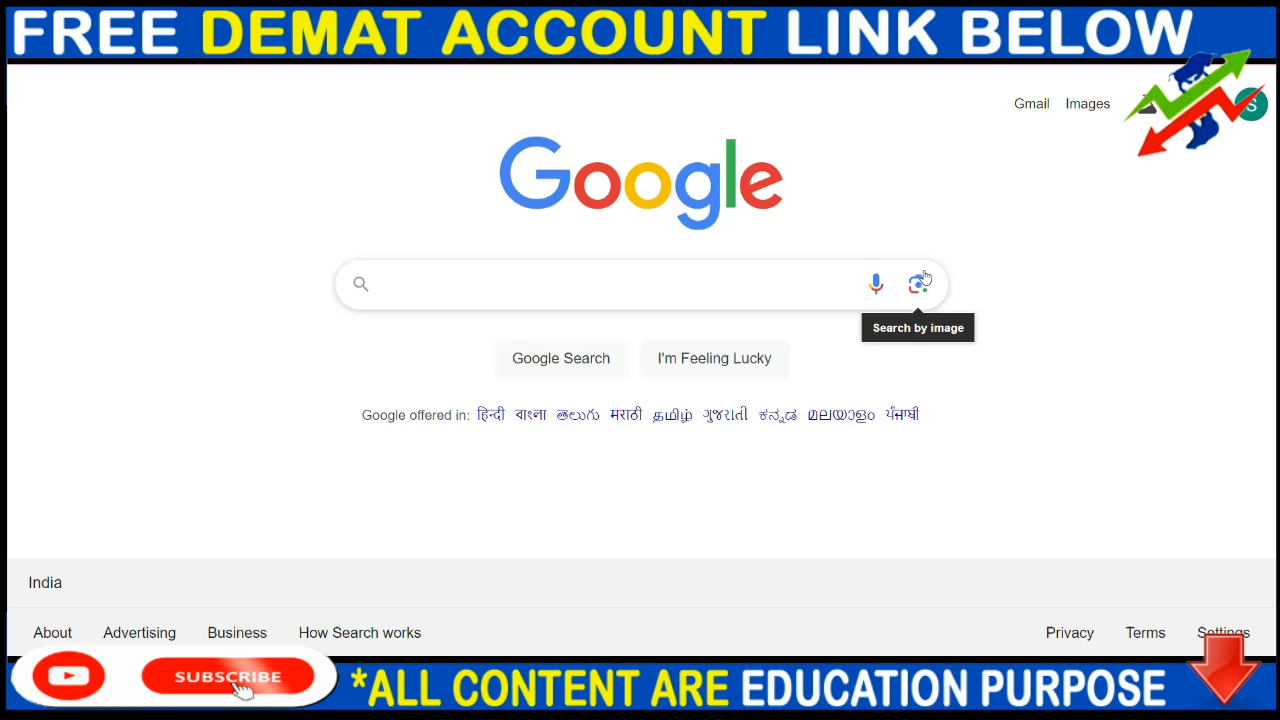 FREE DEMAT ACCOUNT LINK BELOW
Gmail Images S
Google
Search by image
Google Search I'm Feeling Lucky
Google offered in: हिन्दी বাংলা తెలుగు मराठी தமிழ் ગુજરાતી ಕನ್ನಡ മലയാളം ਪੰਜਾਬੀ
India
About Advertising Business How Search works Privacy Terms Settings
SUBSCRIBE
*ALL CONTENT ARE EDUCATION PURPOSE